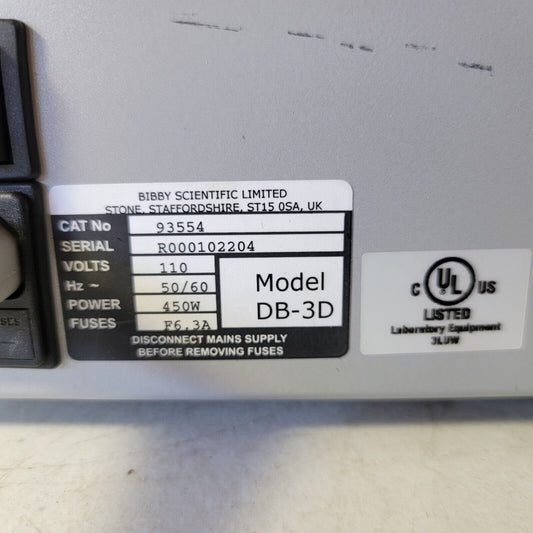 BIBBY SCIENTIFIC LIMITED
STONE, STAFFORDSHIRE, ST15 0SA, UK
CAT No 93554
SERIAL R000102204
VOLTS 110
Hz ~ 50/60
POWER 450W
FUSES F6.3A
Model
DB-3D
DISCONNECT MAINS SUPPLY
BEFORE REMOVING FUSES
C UL US
LISTED
Laboratory Equipment
3LUW